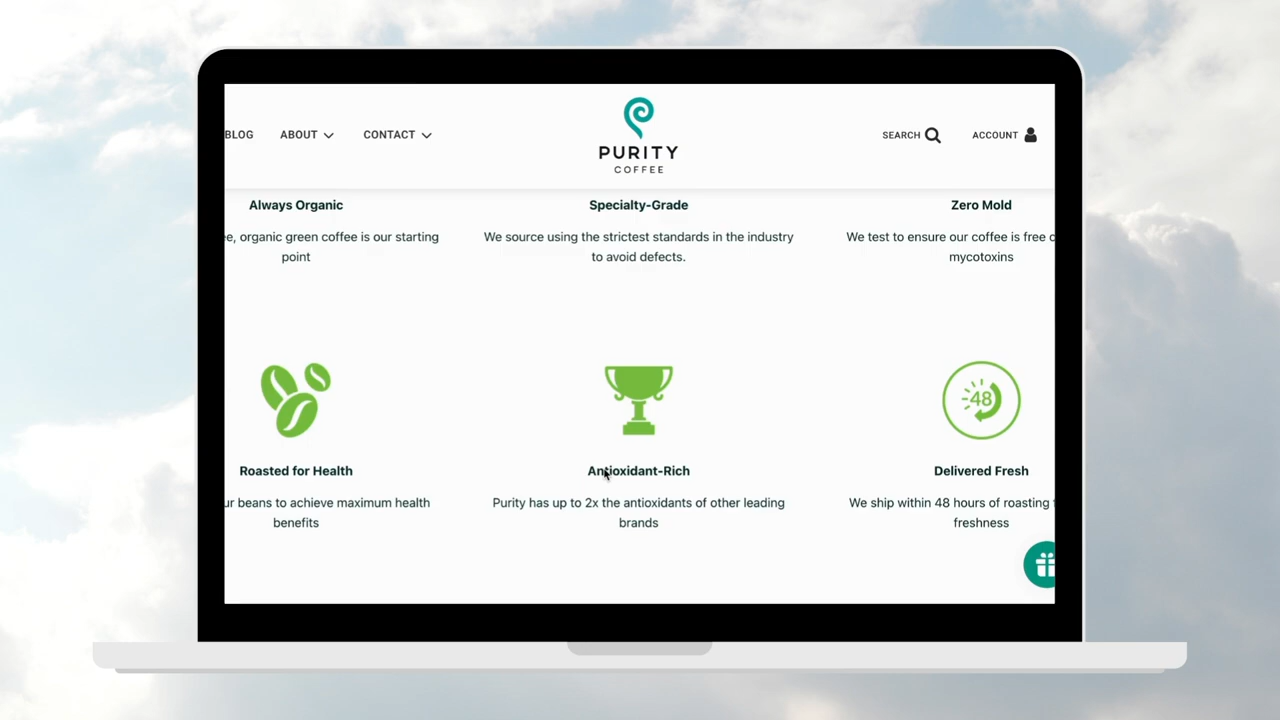 BLOG ABOUT CONTACT
PURITY
COFFEE
SEARCH ACCOUNT
Always Organic
organic green coffee is our starting
point
Specialty-Grade
We source using the strictest standards in the industry
to avoid defects.
Zero Mold
We test to ensure our coffee is free
mycotoxins
Roasted for Health
beans to achieve maximum health
benefits
Antioxidant-Rich
Purity has up to 2x the antioxidants of other leading
brands
48
Delivered Fresh
We ship within 48 hours of roasting
freshness